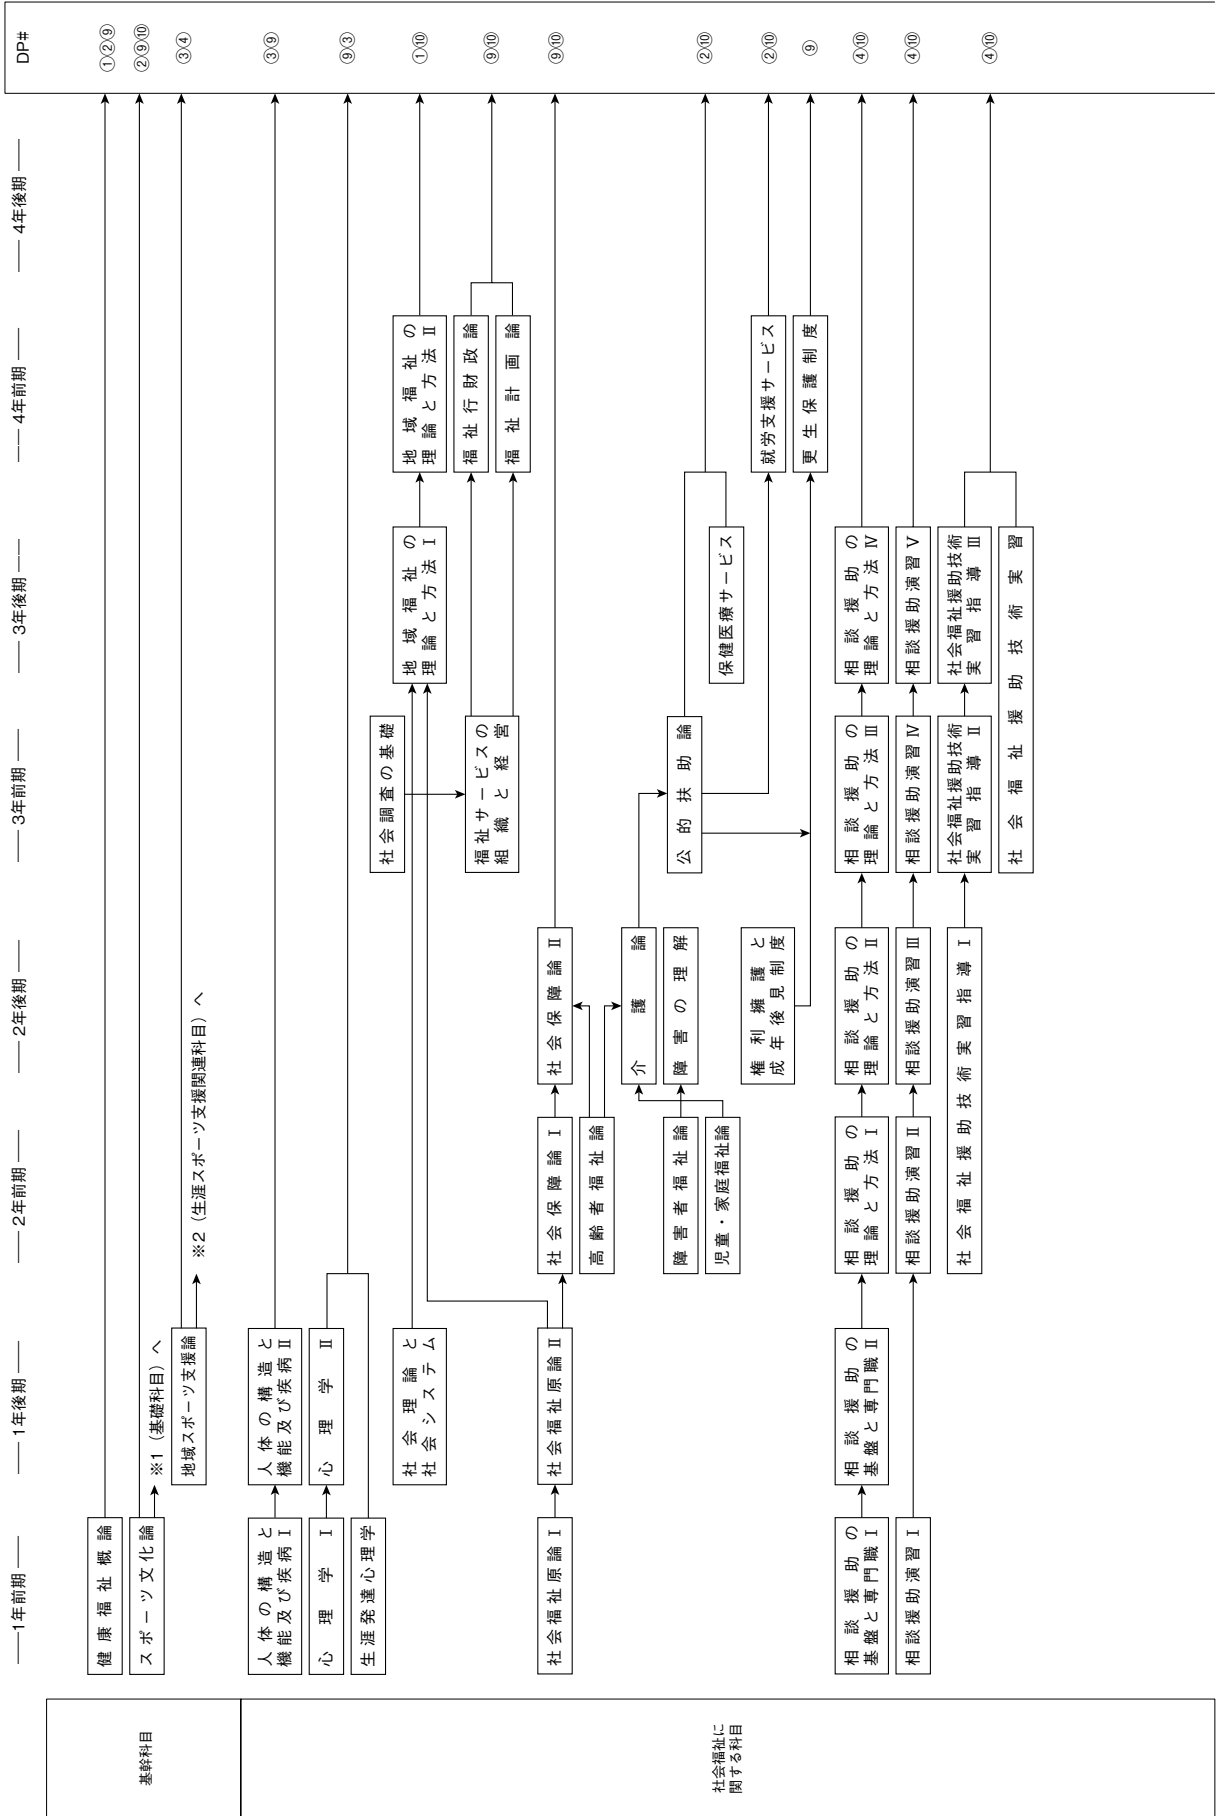 ―― 1年前期 ―― ―― 1年後期 ―― ―― 2年前期 ―― ―― 2年後期 ―― ―― 3年前期 ―― ―― 3年後期 ―― ―― 4年前期 ―― ―― 4年後期 ―― DP#
基幹科目
健康福祉概論 ①②⑨
スポーツ文化論 ②⑨⑩
※1（基礎科目）へ
地域スポーツ支援論 ③④
※2（生涯スポーツ支援関連科目）へ
社会福祉に
関する科目
人体の構造と
機能及び疾病Ⅰ
人体の構造と
機能及び疾病Ⅱ
③⑨
心理学Ⅰ
心理学Ⅱ
⑨③
生涯発達心理学
社会調査の基礎
社会理論と
社会システム
地域福祉の
理論と方法Ⅰ
地域福祉の
理論と方法Ⅱ
①⑩
福祉サービスの
組織と経営
福祉行財政論
⑨⑩
福祉計画論
社会福祉原論Ⅰ
社会福祉原論Ⅱ
社会保障論Ⅰ
社会保障論Ⅱ
⑨⑩
高齢者福祉論
介護論
障害者福祉論
障害の理解
公的扶助論
②⑩
児童・家庭福祉論
保健医療サービス
権利擁護と
成年後見制度
就労支援サービス
②⑩
更生保護制度
⑨
相談援助の
基盤と専門職Ⅰ
相談援助の
基盤と専門職Ⅱ
相談援助の
理論と方法Ⅰ
相談援助の
理論と方法Ⅱ
相談援助の
理論と方法Ⅲ
相談援助の
理論と方法Ⅳ
④⑩
相談援助演習Ⅰ
相談援助演習Ⅱ
相談援助演習Ⅲ
相談援助演習Ⅳ
相談援助演習Ⅴ
④⑩
社会福祉援助技術実習指導Ⅰ
社会福祉援助技術
実習指導Ⅱ
社会福祉援助技術
実習指導Ⅲ
④⑩
社会福祉援助技術実習